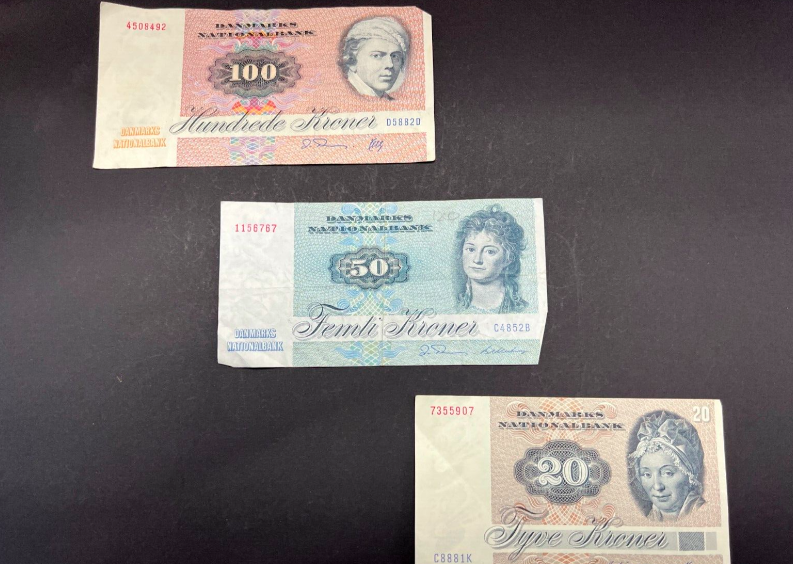 4508492
DANMARKS
NATIONALBANK
100
Hundrede Kroner
D5882D
DANMARKS
NATIONALBANK
1156767
DANMARKS
NATIONALBANK
120
50
Femti Kroner
C4852B
DANMARKS
NATIONALBANK
7355907
DANMARKS
NATIONALBANK
20
20
Tyve Kroner
C8881K